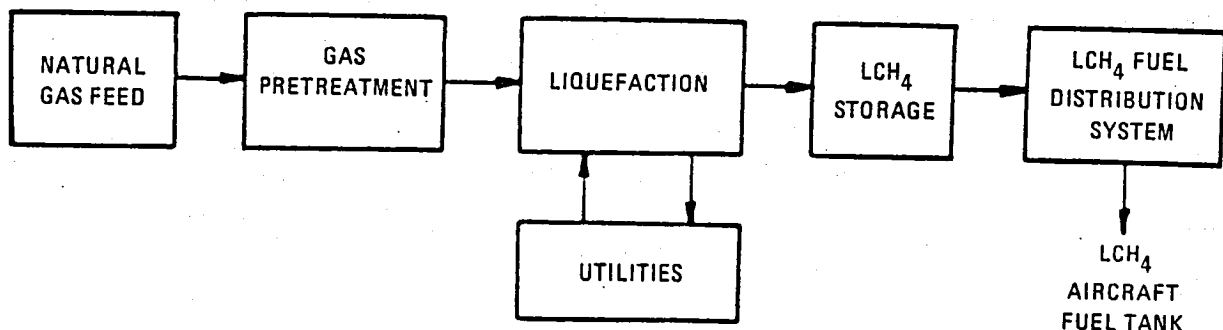 NATURAL
GAS FEED
GAS
PRETREATMENT
LIQUEFACTION
LCH₄
STORAGE
LCH₄ FUEL
DISTRIBUTION
SYSTEM
UTILITIES
LCH₄
AIRCRAFT
FUEL TANK